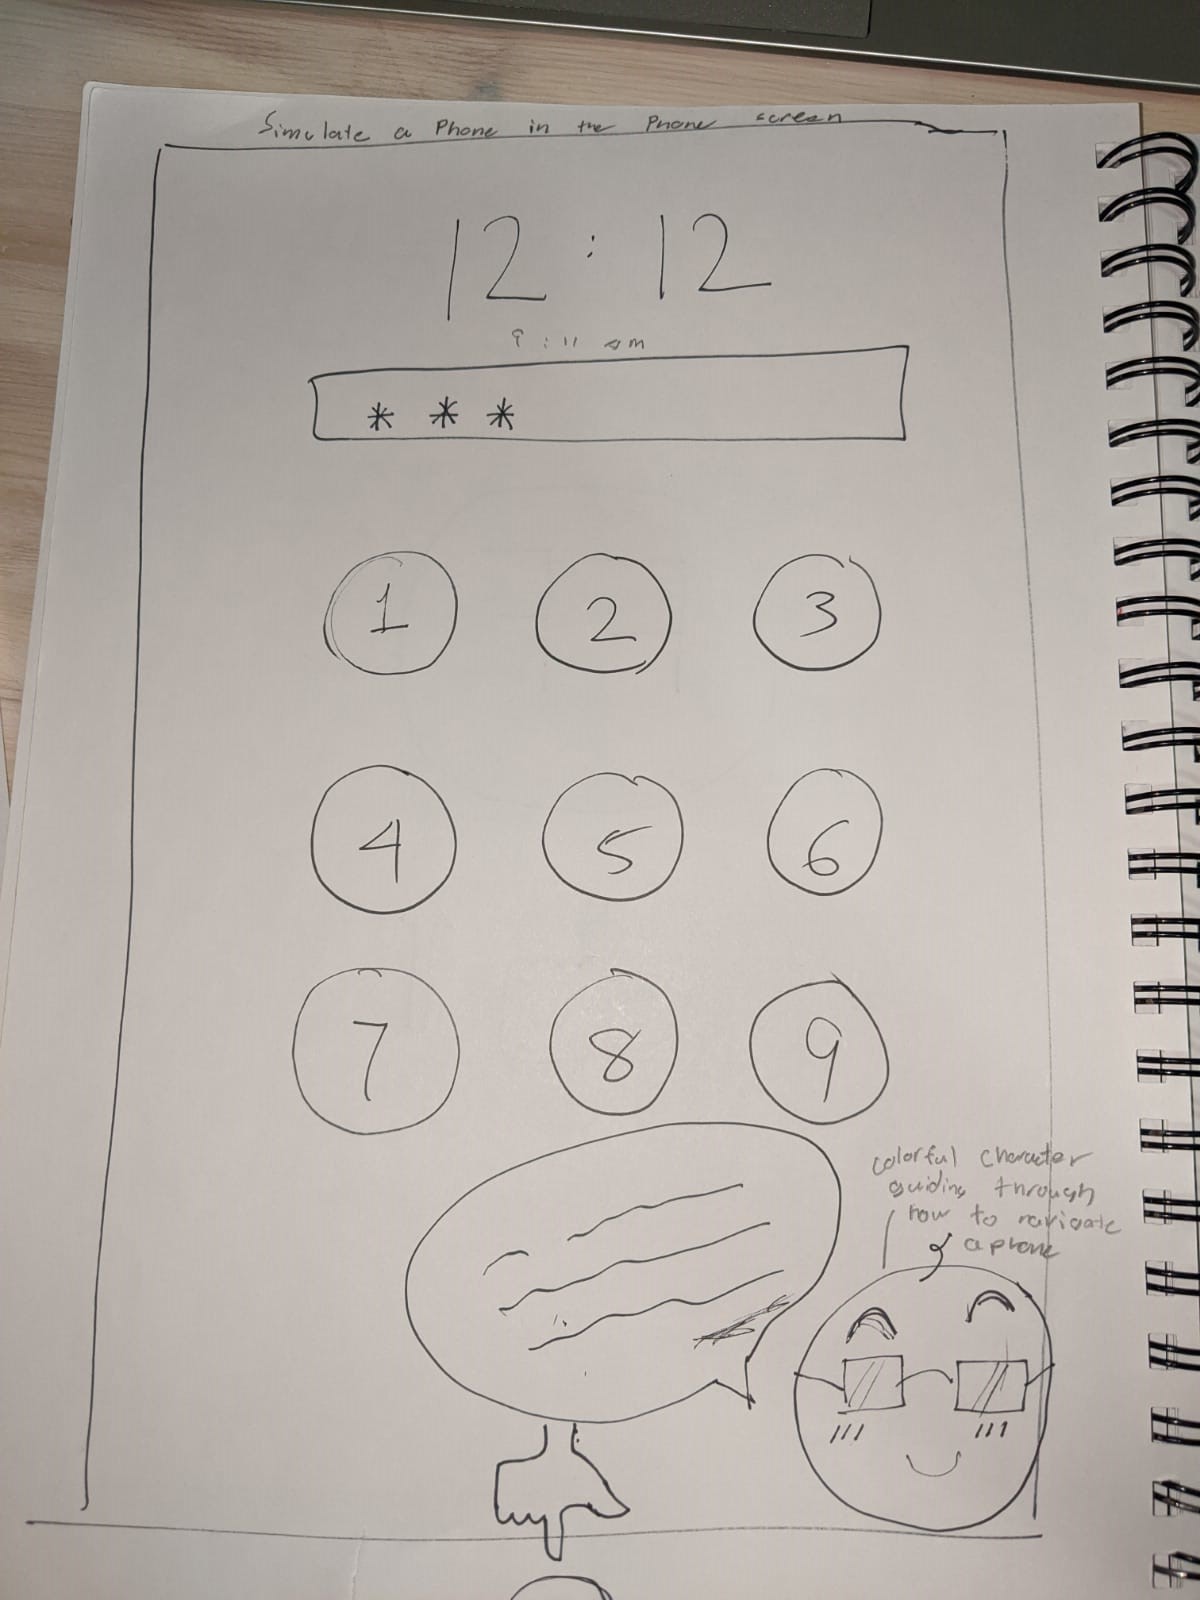 Simulate a Phone in the Phone screen
12 : 12
9 : 11 am
* * *
1 2 3
4 5 6
7 8 9
colorful character
guiding through
how to navigate
a phone